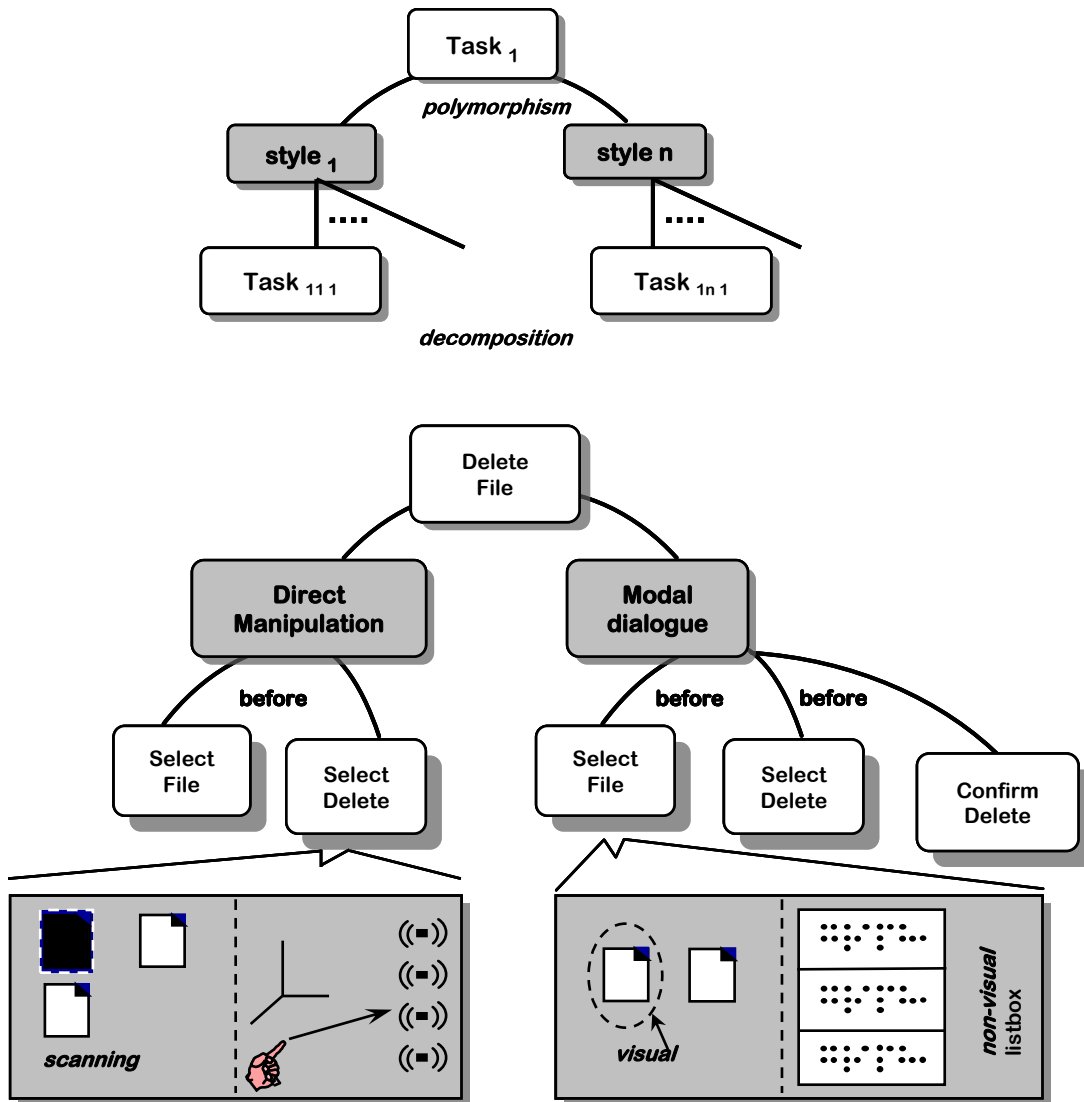 Task 1
polymorphism
style 1
style n
....
....
Task 11 1
Task 1n 1
decomposition
Delete
File
Direct
Manipulation
Modal
dialogue
before
before
before
Select
File
Select
Delete
Select
File
Select
Delete
Confirm
Delete
scanning
visual
non-visual
listbox